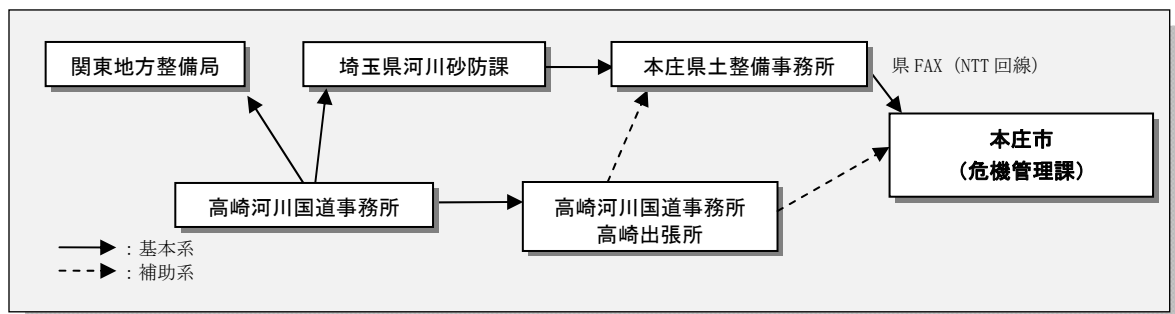 関東地方整備局
埼玉県河川砂防課
本庄県土整備事務所
県 FAX（NTT 回線）
本庄市
（危機管理課）
高崎河川国道事務所
高崎河川国道事務所
高崎出張所
：基本系
：補助系